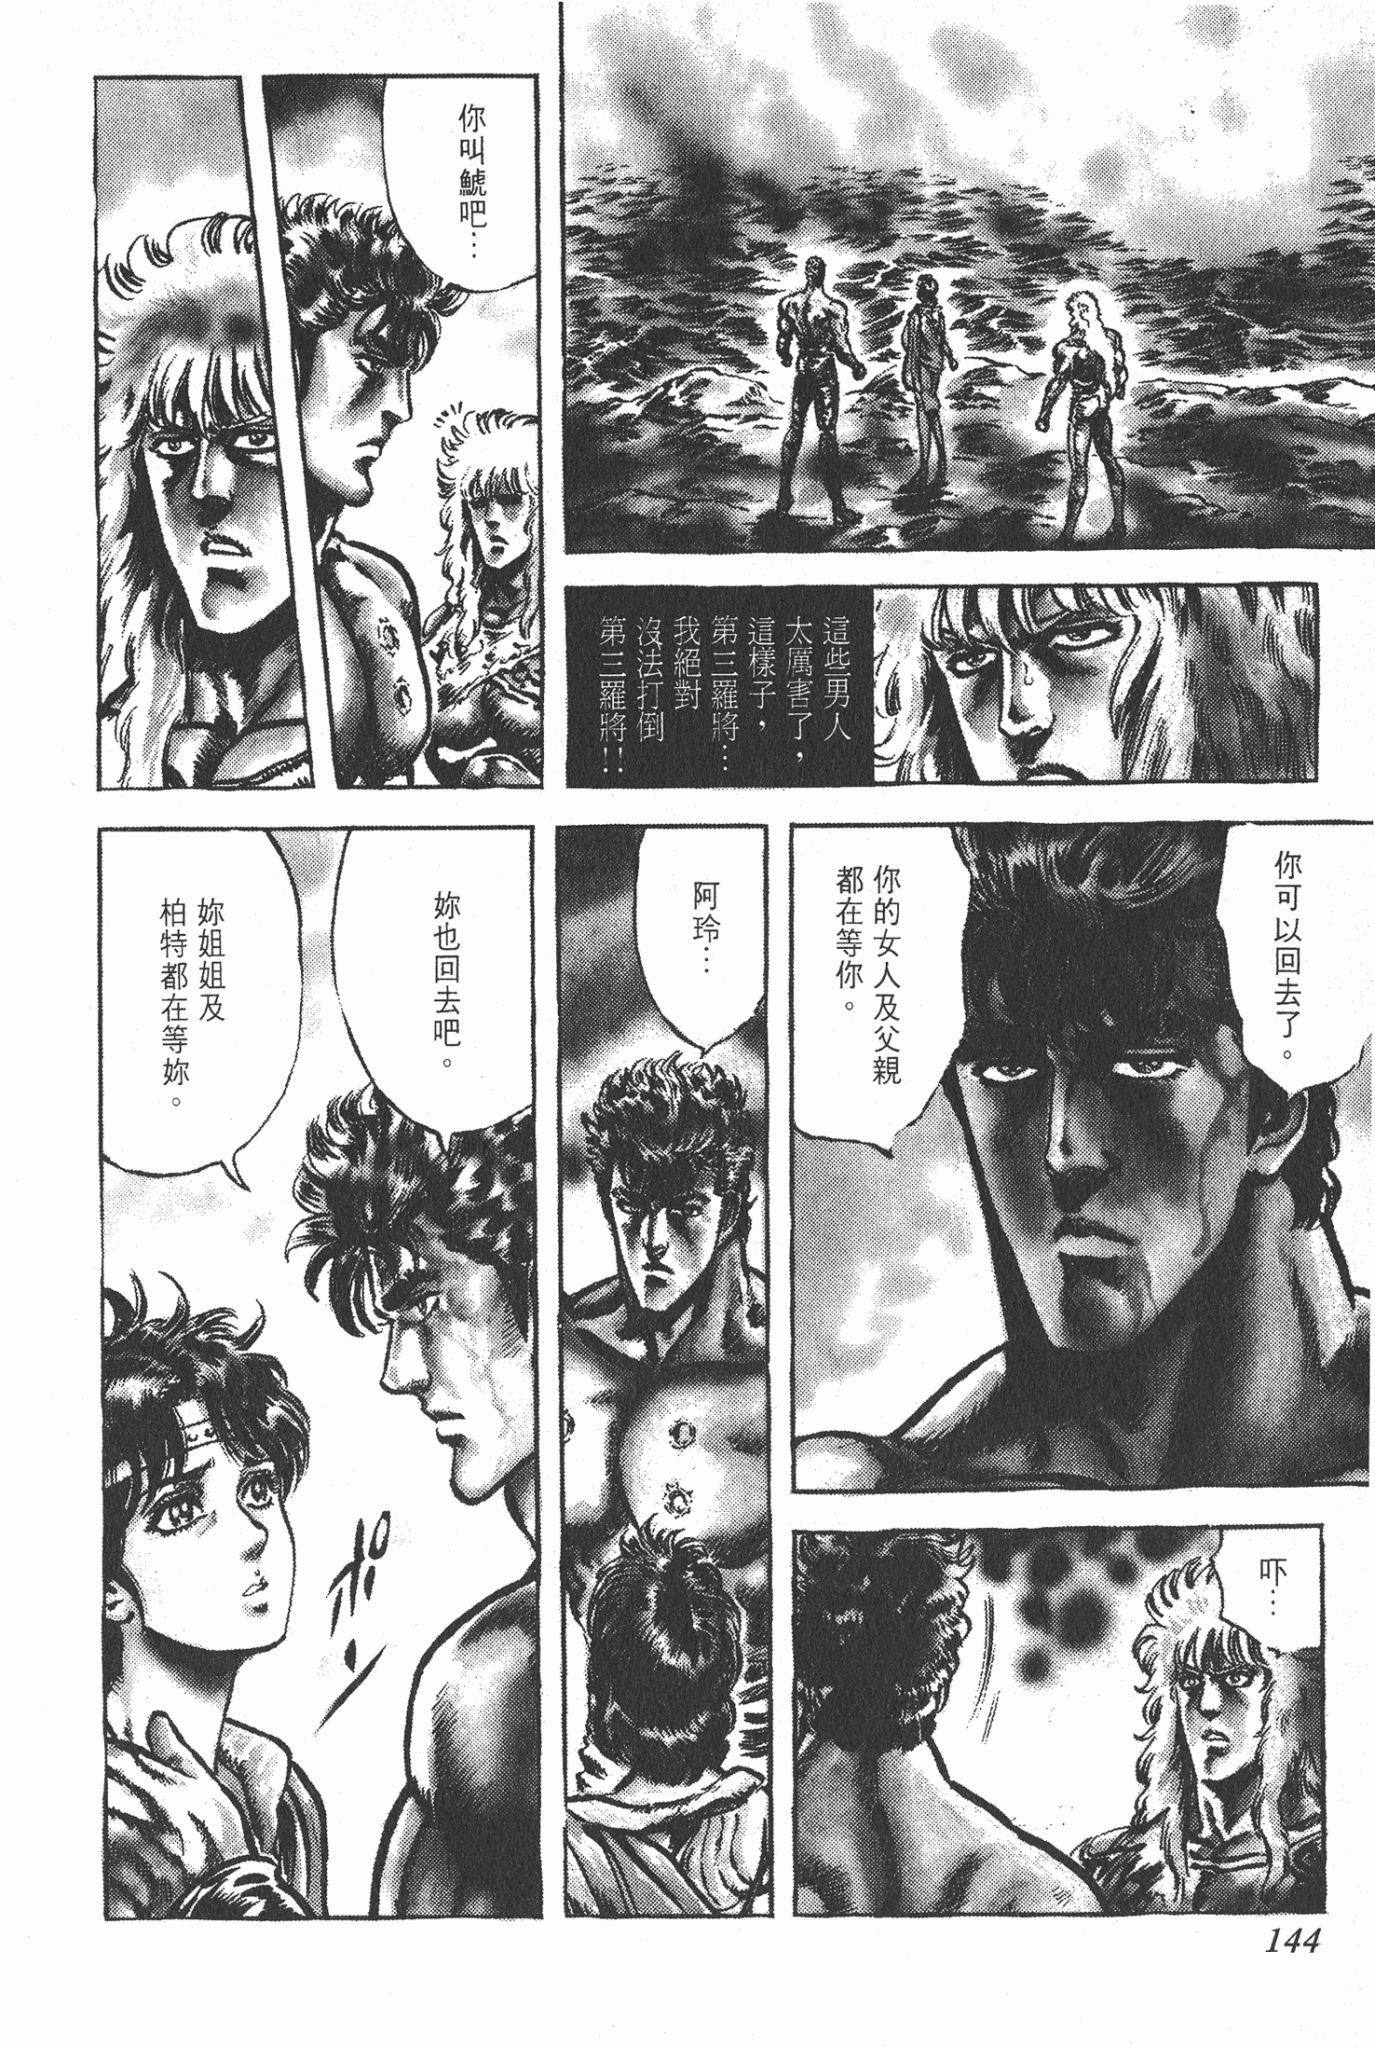 這些男人
太厲害了，
這樣子，
第三羅將…
我絕對
沒法打倒
第三羅將!!
你叫鯱吧…
你可以回去了。
你的女人及父親
都在等你。
吓…
阿玲…
妳也回去吧。
妳姐姐及
柏特都在等妳。
144